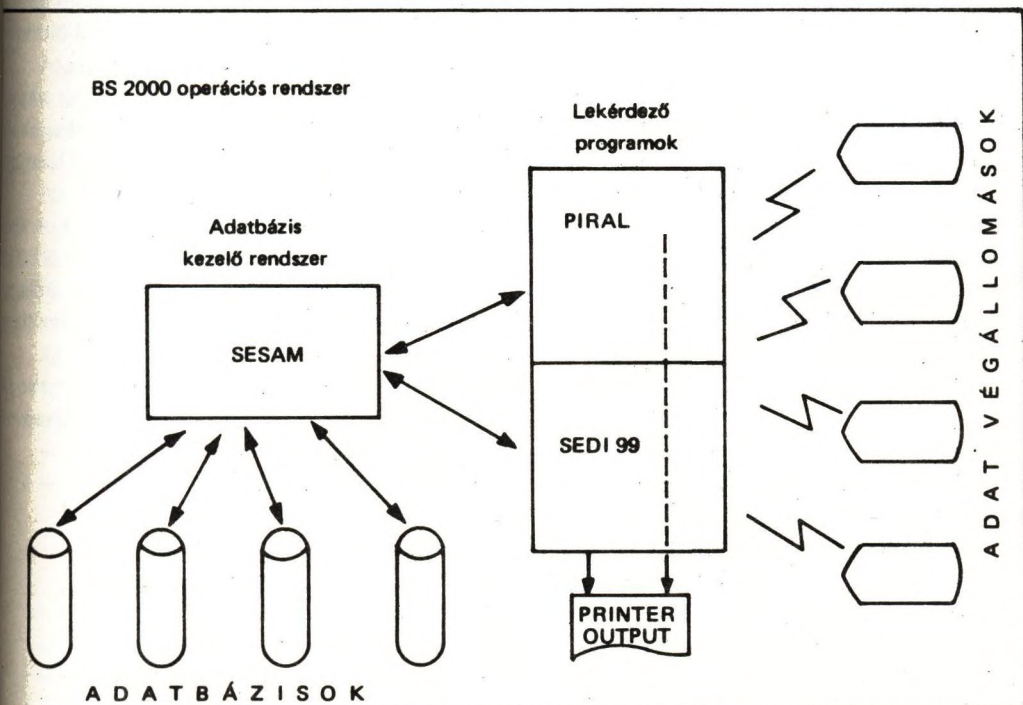 BS 2000 operációs rendszer
Lekérdező
programok
Adatbázis
kezelő rendszer
PIRAL
SESAM
SEDI 99
PRINTER
OUTPUT
ADATBÁZISOK
ADAT VÉGÁLLOMÁSOK